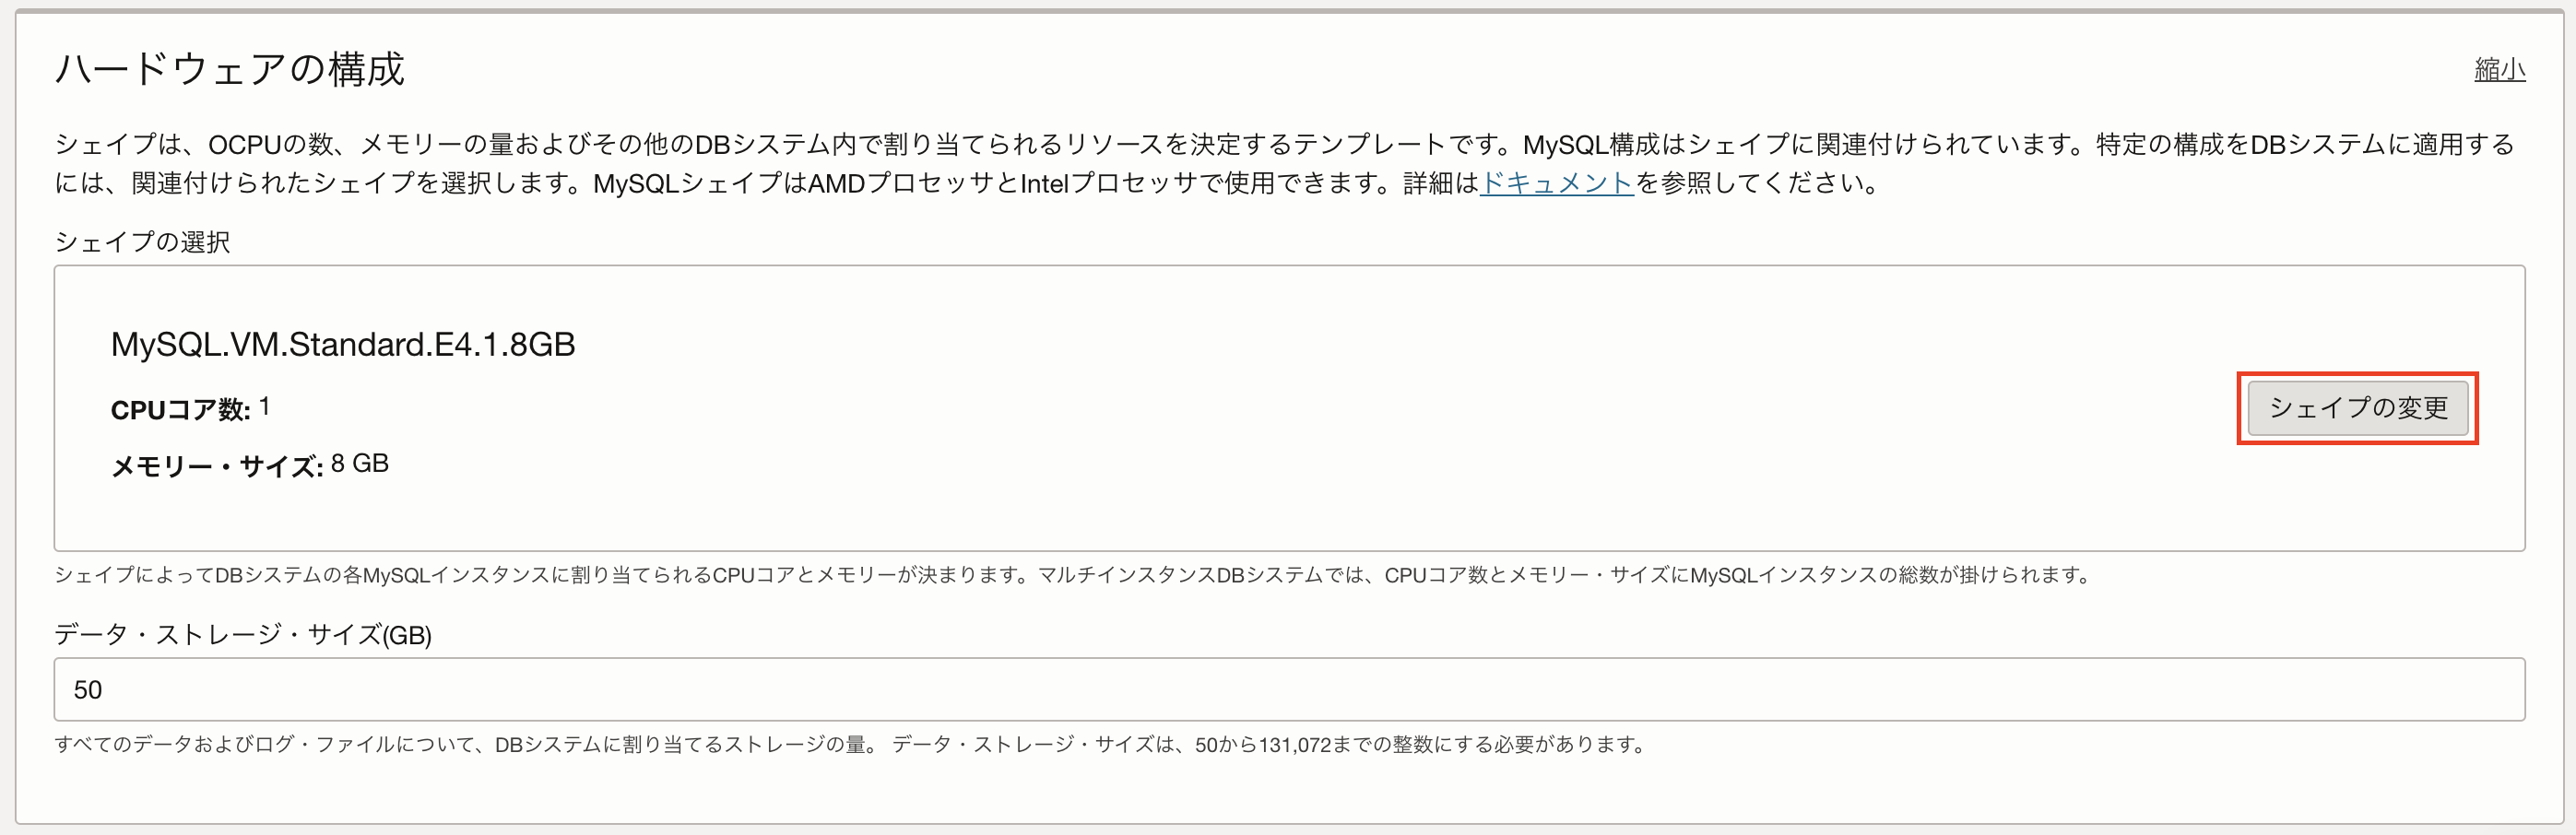 ハードウェアの構成
縮小
シェイプは、OCPUの数、メモリーの量およびその他のDBシステム内で割り当てられるリソースを決定するテンプレートです。MySQL構成はシェイプに関連付けられています。特定の構成をDBシステムに適用する
には、関連付けられたシェイプを選択します。MySQLシェイプはAMDプロセッサとIntelプロセッサで使用できます。詳細はドキュメントを参照してください。
シェイプの選択
MySQL.VM.Standard.E4.1.8GB
CPUコア数: 1
シェイプの変更
メモリー・サイズ: 8 GB
シェイプによってDBシステムの各MySQLインスタンスに割り当てられるCPUコアとメモリーが決まります。マルチインスタンスDBシステムでは、CPUコア数とメモリー・サイズにMySQLインスタンスの総数が掛けられます。
データ・ストレージ・サイズ(GB)
50
すべてのデータおよびログ・ファイルについて、DBシステムに割り当てるストレージの量。 データ・ストレージ・サイズは、50から131,072までの整数にする必要があります。